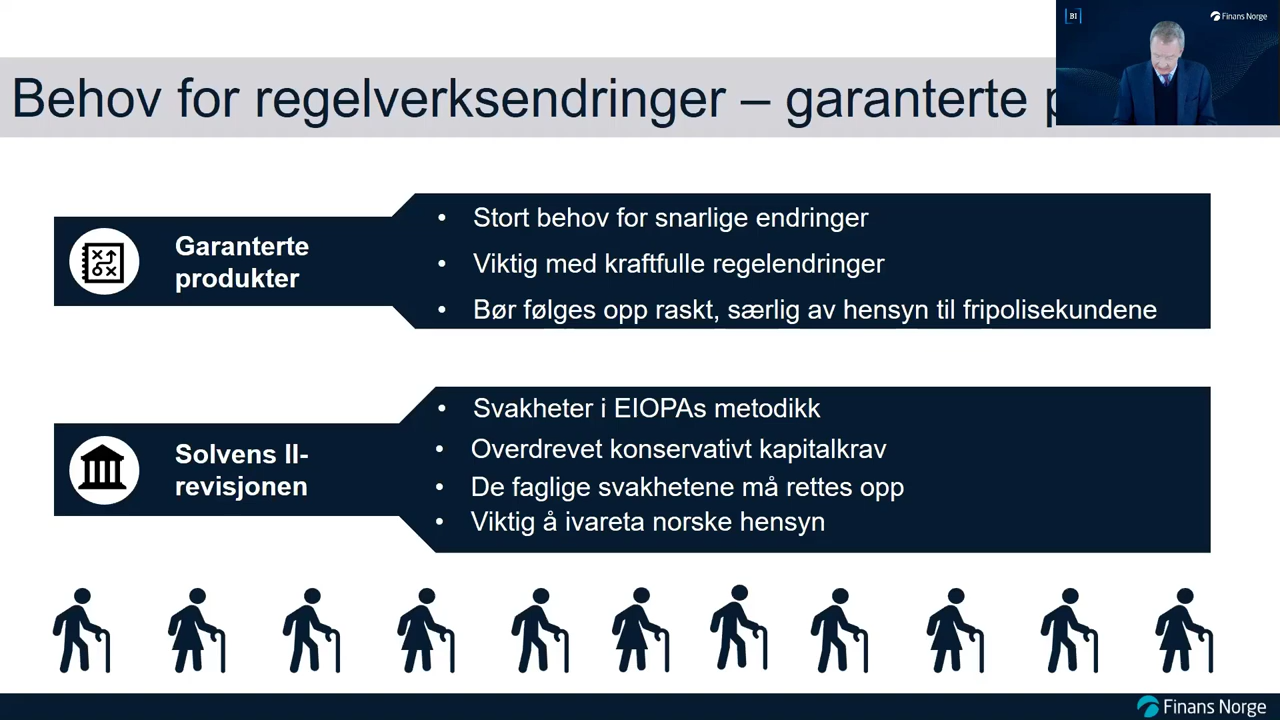 Behov for regelverksendringer – garanterte
BI
Finans Norge
Garanterte
produkter
• Stort behov for snarlige endringer
• Viktig med kraftfulle regelendringer
• Bør følges opp raskt, særlig av hensyn til fripolisekundene
Solvens II-
revisjonen
• Svakheter i EIOPAs metodikk
• Overdrevet konservativt kapitalkrav
• De faglige svakhetene må rettes opp
• Viktig å ivareta norske hensyn
Finans Norge